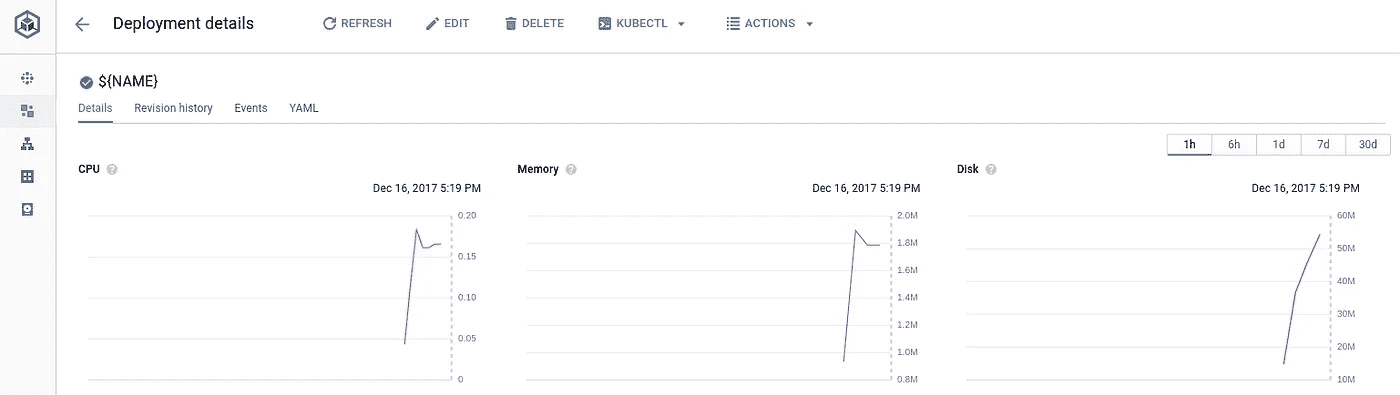 Deployment details REFRESH EDIT DELETE KUBECTL ACTIONS
${NAME}
Details Revision history Events YAML
1h 6h 1d 7d 30d
CPU ? Memory ? Disk ?
Dec 16, 2017 5:19 PM Dec 16, 2017 5:19 PM Dec 16, 2017 5:19 PM
0.20 2.0M 60M
0.15 1.8M 50M
0.10 1.6M 40M
0.05 1.4M 30M
0 1.2M 20M
1.0M 10M
0.8M